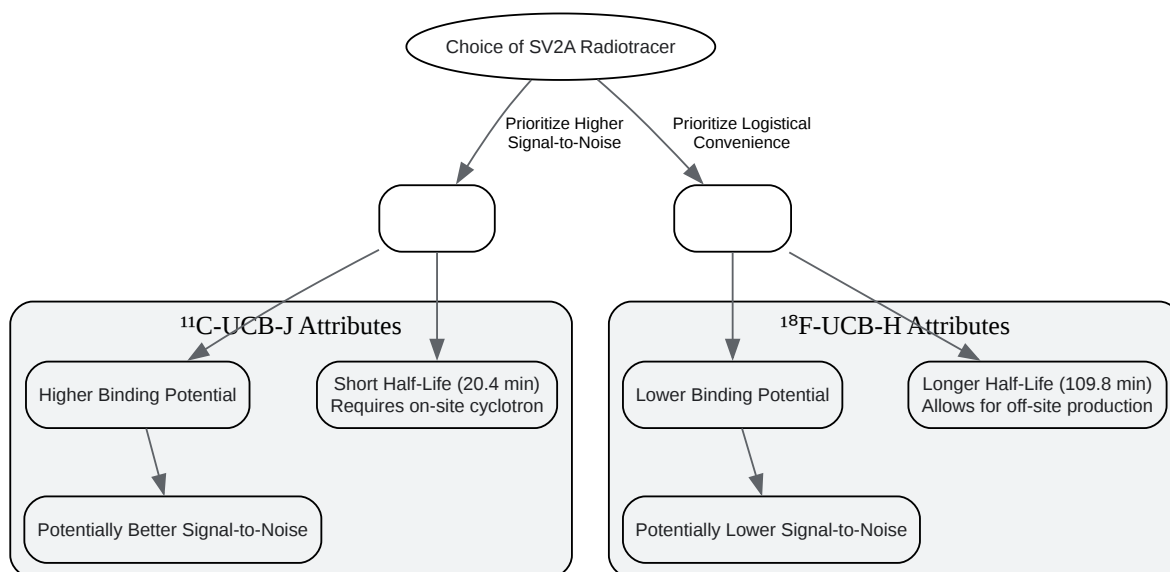 Choice of SV2A Radiotracer
Prioritize Higher
Signal-to-Noise
Prioritize Logistical
Convenience
¹¹C-UCB-J Attributes
Higher Binding Potential
Short Half-Life (20.4 min)
Requires on-site cyclotron
Potentially Better Signal-to-Noise
¹⁸F-UCB-H Attributes
Lower Binding Potential
Longer Half-Life (109.8 min)
Allows for off-site production
Potentially Lower Signal-to-Noise